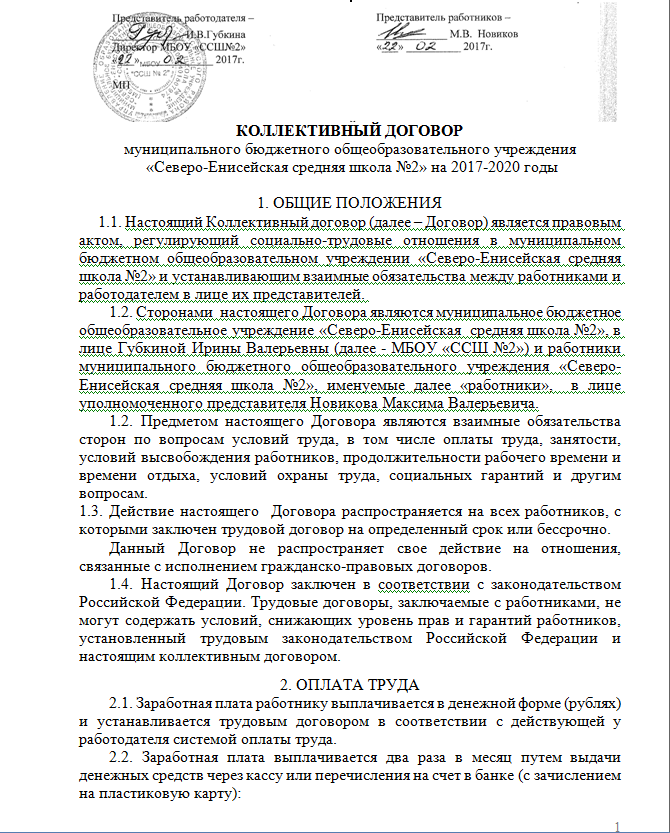 Представитель работодателя –
И.В.Губкина
Директор МБОУ «ССШ№2»
«22» 02 2017г.
МП
Представитель работников –
М.В. Новиков
«22» 02 2017г.
МБОУ
"ССШ № 2"
КОЛЛЕКТИВНЫЙ ДОГОВОР
муниципального бюджетного общеобразовательного учреждения
«Северо-Енисейская средняя школа №2» на 2017-2020 годы
1. ОБЩИЕ ПОЛОЖЕНИЯ
1.1. Настоящий Коллективный договор (далее – Договор) является правовым
актом, регулирующий социально-трудовые отношения в муниципальном
бюджетном общеобразовательном учреждении «Северо-Енисейская средняя
школа №2» и устанавливающим взаимные обязательства между работниками и
работодателем в лице их представителей.
1.2. Сторонами настоящего Договора являются муниципальное бюджетное
общеобразовательное учреждение «Северо-Енисейская средняя школа №2», в
лице Губкиной Ирины Валерьевны (далее - МБОУ «ССШ №2») и работники
муниципального бюджетного общеобразовательного учреждения «Северо-
Енисейская средняя школа №2», именуемые далее «работники», в лице
уполномоченного представителя Новикова Максима Валерьевича.
1.2. Предметом настоящего Договора являются взаимные обязательства
сторон по вопросам условий труда, в том числе оплаты труда, занятости,
условий высвобождения работников, продолжительности рабочего времени и
времени отдыха, условий охраны труда, социальных гарантий и другим
вопросам.
1.3. Действие настоящего Договора распространяется на всех работников, с
которыми заключен трудовой договор на определенный срок или бессрочно.
Данный Договор не распространяет свое действие на отношения,
связанные с исполнением гражданско-правовых договоров.
1.4. Настоящий Договор заключен в соответствии с законодательством
Российской Федерации. Трудовые договоры, заключаемые с работниками, не
могут содержать условий, снижающих уровень прав и гарантий работников,
установленный трудовым законодательством Российской Федерации и
настоящим коллективным договором.
2. ОПЛАТА ТРУДА
2.1. Заработная плата работнику выплачивается в денежной форме (рублях)
и устанавливается трудовым договором в соответствии с действующей у
работодателя системой оплаты труда.
2.2. Заработная плата выплачивается два раза в месяц путем выдачи
денежных средств через кассу или перечисления на счет в банке (с зачислением
на пластиковую карту):
1